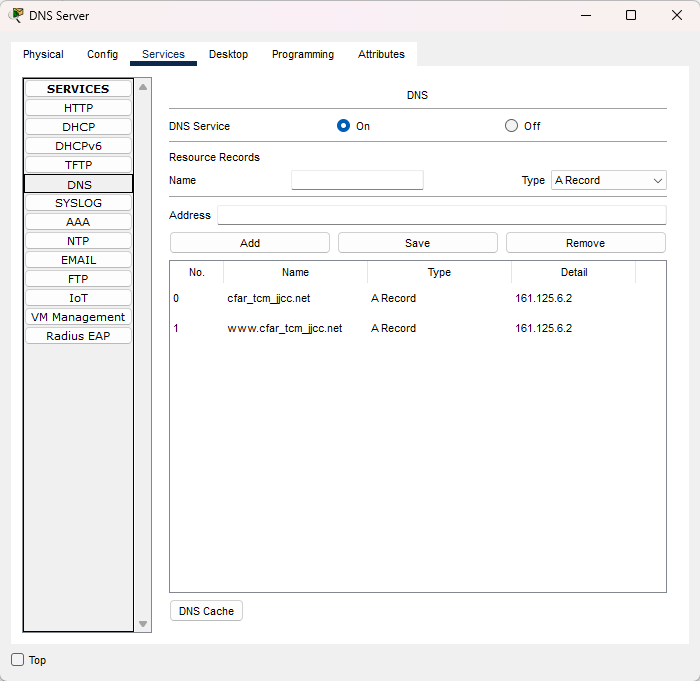 DNS Server
Physical Config Services Desktop Programming Attributes
SERVICES
HTTP
DHCP
DHCPv6
TFTP
DNS
SYSLOG
AAA
NTP
EMAIL
FTP
IoT
VM Management
Radius EAP
DNS
DNS Service On Off
Resource Records
Name Type A Record
Address
Add Save Remove
No. Name Type Detail
0 cfar_tcm_jjcc.net A Record 161.125.6.2
1 www.cfar_tcm_jjcc.net A Record 161.125.6.2
DNS Cache
Top